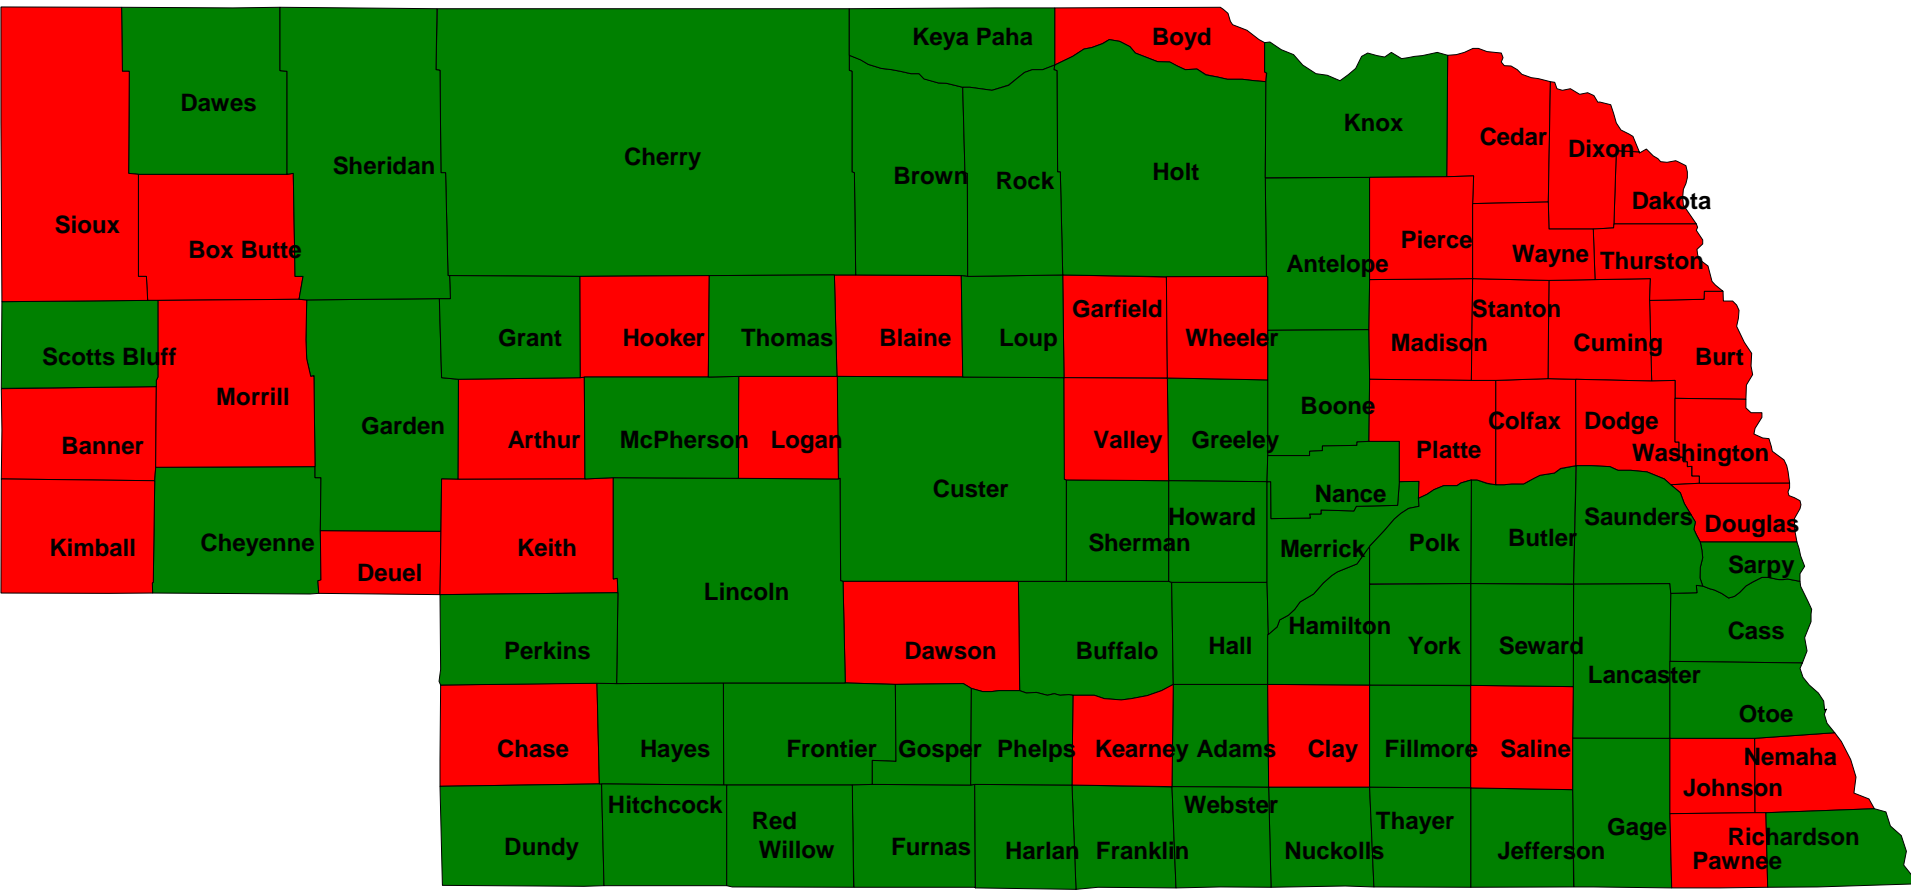 Keya Paha
Boyd
Dawes
Knox
Cedar
Dixon
Sheridan
Cherry
Brown
Rock
Holt
Dakota
Sioux
Box Butte
Antelope
Pierce
Wayne
Thurston
Scotts Bluff
Grant
Hooker
Thomas
Blaine
Loup
Garfield
Wheeler
Madison
Stanton
Cuming
Burt
Morrill
Banner
Garden
Arthur
McPherson
Logan
Valley
Greeley
Boone
Platte
Colfax
Dodge
Washington
Kimball
Cheyenne
Deuel
Keith
Custer
Sherman
Howard
Nance
Merrick
Polk
Butler
Saunders
Douglas
Sarpy
Lincoln
Perkins
Dawson
Buffalo
Hall
Hamilton
York
Seward
Lancaster
Cass
Otoe
Chase
Hayes
Frontier
Gosper
Phelps
Kearney
Adams
Clay
Fillmore
Saline
Nemaha
Johnson
Dundy
Hitchcock
Red
Willow
Furnas
Harlan
Franklin
Webster
Nuckolls
Thayer
Jefferson
Gage
Pawnee
Richardson